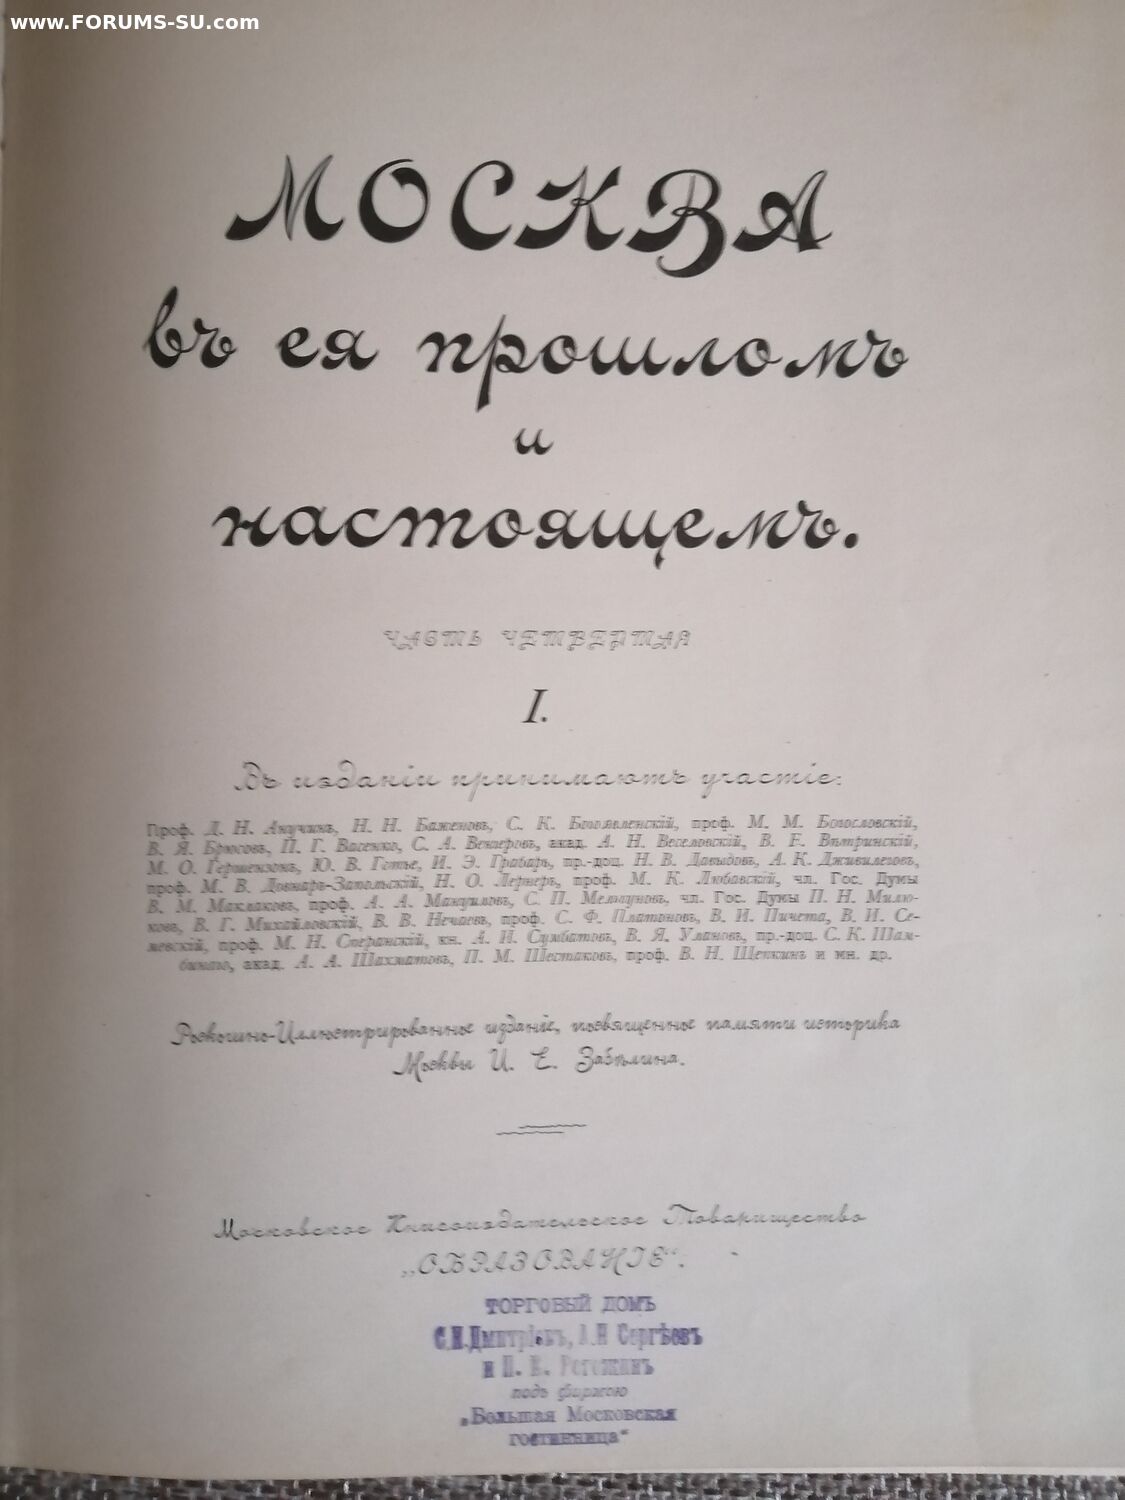 www.FORUMS-SU.com
МОСКВА
въ ея прошломъ
и
настоящемъ.
ЧАСТЬ ЧЕТВЕРТАЯ
I.
Въ изданіи принимаютъ участіе:
Проф. Д. Н. Анучинъ, Н. Н. Баженовъ, С. К. Богоявленскій, проф. М. М. Богословскій,
В. Я. Брюсовъ, П. Г. Васенко, С. А. Венгеровъ, акад. А. Н. Веселовскій, В. Е. Вѣтринскій,
М. О. Гершензонъ, Ю. В. Готье, И. Э. Грабарь, пр.-доц. Н. В. Давыдовъ, А. К. Дживилеговъ,
проф. М. В. Довнаръ-Запольскій, Н. О. Лернеръ, проф. М. К. Любавскій, чл. Гос. Думы
В. М. Маклаковъ, проф. А. А. Мануиловъ, С. П. Мельгуновъ, чл. Гос. Думы П. Н. Милю-
ковъ, В. Г. Михайловскій, В. В. Нечаевъ, проф. С. Ф. Платоновъ, В. И. Пичета, В. И. Се-
мевскій, проф. М. Н. Сперанскій, кн. А. И. Сумбатовъ, В. Я. Улановъ, пр.-доц. С. К. Шам-
бинаго, акад. А. А. Шахматовъ, П. М. Шестаковъ, проф. В. Н. Щепкинъ и мн. др.
Роскошно-Иллюстрированное изданіе, посвященное памяти историка
Москвы И. Е. Забѣлина.
Московское Книгоиздательское Товарищество
„ОБРАЗОВАНІЕ".
ТОРГОВЫЙ ДОМЪ
Сергѣевъ
и П.
подъ фирмою
„Большая Московская
гостинница"